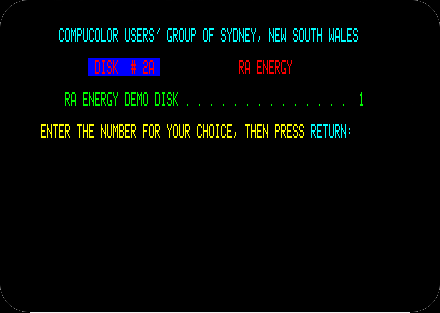 COMPUCOLOR USERS' GROUP OF SYDNEY, NEW SOUTH WALES
DISK # 2A RA ENERGY
RA ENERGY DEMO DISK . . . . . . . . . . . . . . 1
ENTER THE NUMBER FOR YOUR CHOICE, THEN PRESS RETURN: